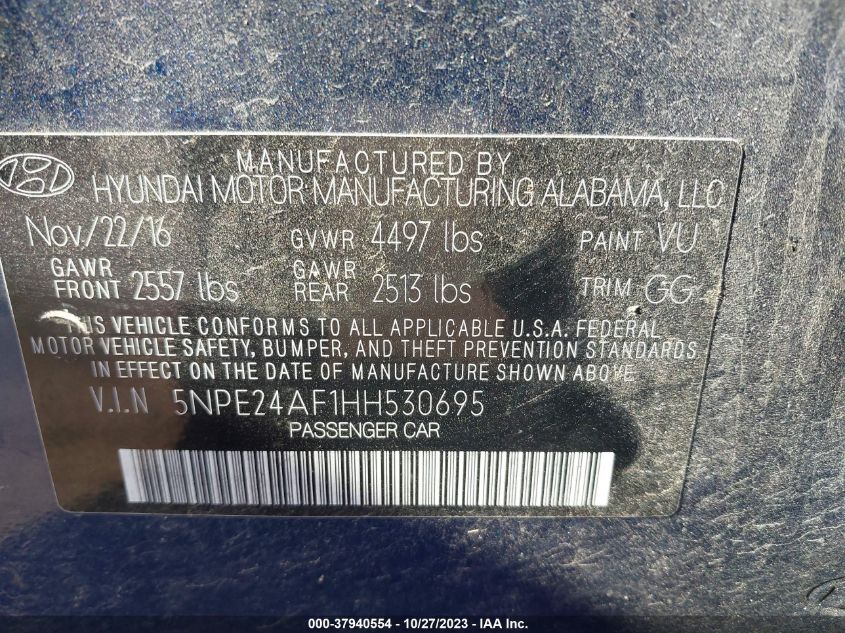 MANUFACTURED BY
HYUNDAI MOTOR MANUFACTURING ALABAMA, LLC
Nov./22/16 GVWR 4497 lbs PAINT VU
GAWR FRONT 2557 lbs GAWR REAR 2513 lbs TRIM GG
THIS VEHICLE CONFORMS TO ALL APPLICABLE U.S.A. FEDERAL
MOTOR VEHICLE SAFETY, BUMPER, AND THEFT PREVENTION STANDARDS
IN EFFECT ON THE DATE OF MANUFACTURE SHOWN ABOVE.
V.I.N 5NPE24AF1HH530695
PASSENGER CAR
000-37940554 | 10/27/2023 | IAA Inc.